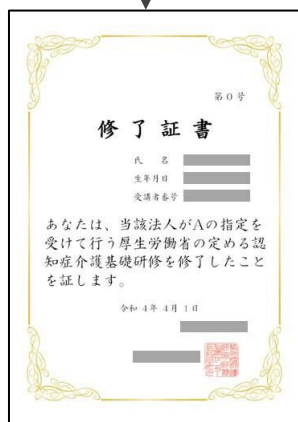 第0号
修了証書
氏 名
生年月日
受講者番号
あなたは、当該法人がAの指定を
受けて行う厚生労働省の定める認
知症介護基礎研修を修了したこと
を証します。
令和 4年 4月 1日